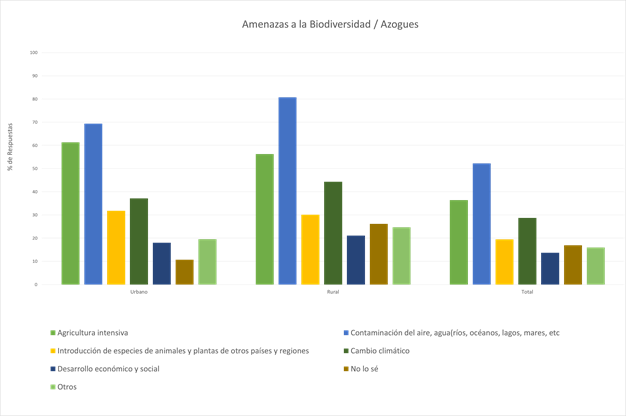 Amenazas a la Biodiversidad / Azogues
% de Respuestas
100
90
80
70
60
50
40
30
20
10
0
Urbano Rural Total
Agricultura intensiva
Contaminación del aire, agua(ríos, océanos, lagos, mares, etc
Introducción de especies de animales y plantas de otros países y regiones
Cambio climático
Desarrollo económico y social
No lo sé
Otros